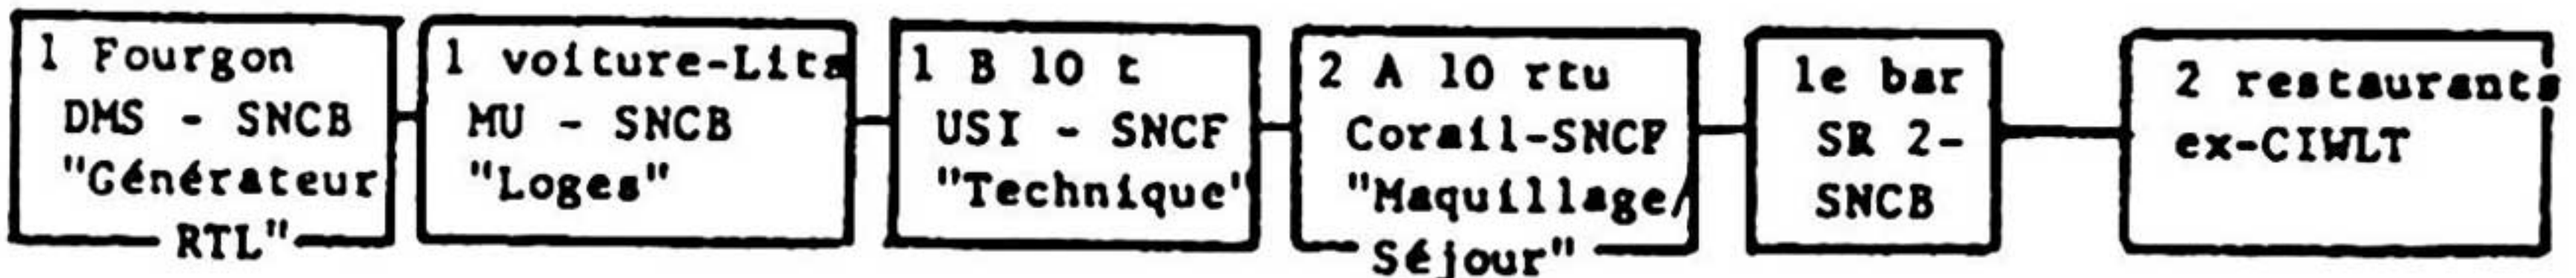 1 Fourgon
DMS - SNCB
"Générateur
RTL"
1 voiture-Lits
MU - SNCB
"Loges"
1 B 10 t
USI - SNCF
"Technique"
2 A 10 rtu
Corail-SNCF
"Maquillage/
Séjour"
le bar
SR 2-
SNCB
2 restaurants
ex-CIWLT